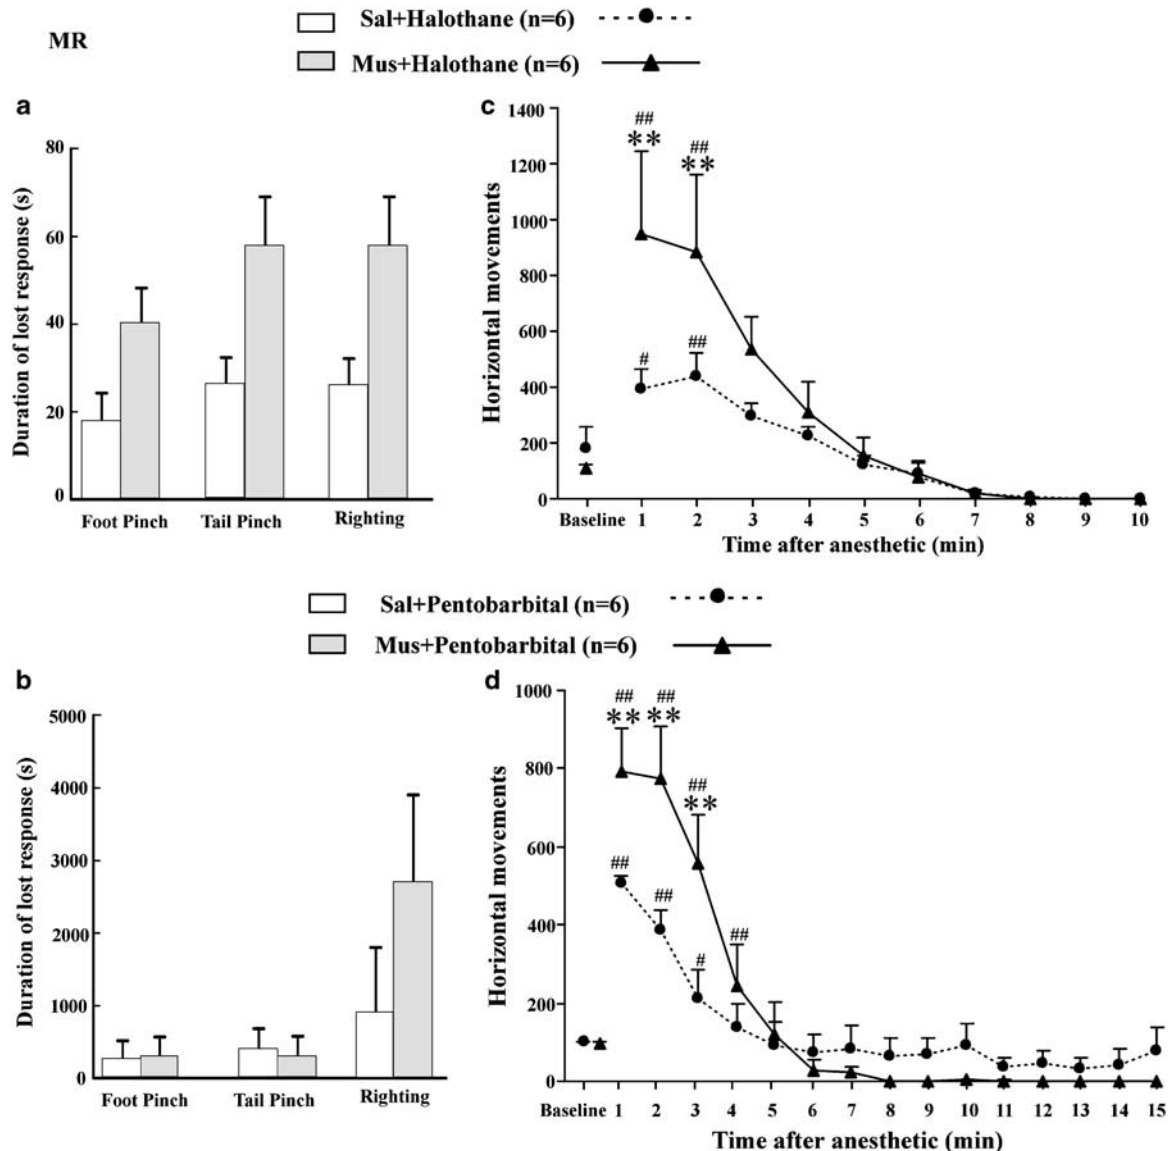 Sal+Halothane (n=6)
MR
Mus+Halothane (n=6)
a
Duration of lost response (s)
80
60
40
20
0
Foot Pinch Tail Pinch Righting
c
Horizontal movements
1400
1200
1000
800
600
400
200
0
##
**
##
**
#
##
Baseline 1 2 3 4 5 6 7 8 9 10
Time after anesthetic (min)
Sal+Pentobarbital (n=6)
Mus+Pentobarbital (n=6)
b
Duration of lost response (s)
5000
4000
3000
2000
1000
0
Foot Pinch Tail Pinch Righting
d
Horizontal movements
1000
800
600
400
200
0
##
**
##
**
##
**
##
##
#
##
Baseline 1 2 3 4 5 6 7 8 9 10 11 12 13 14 15
Time after anesthetic (min)